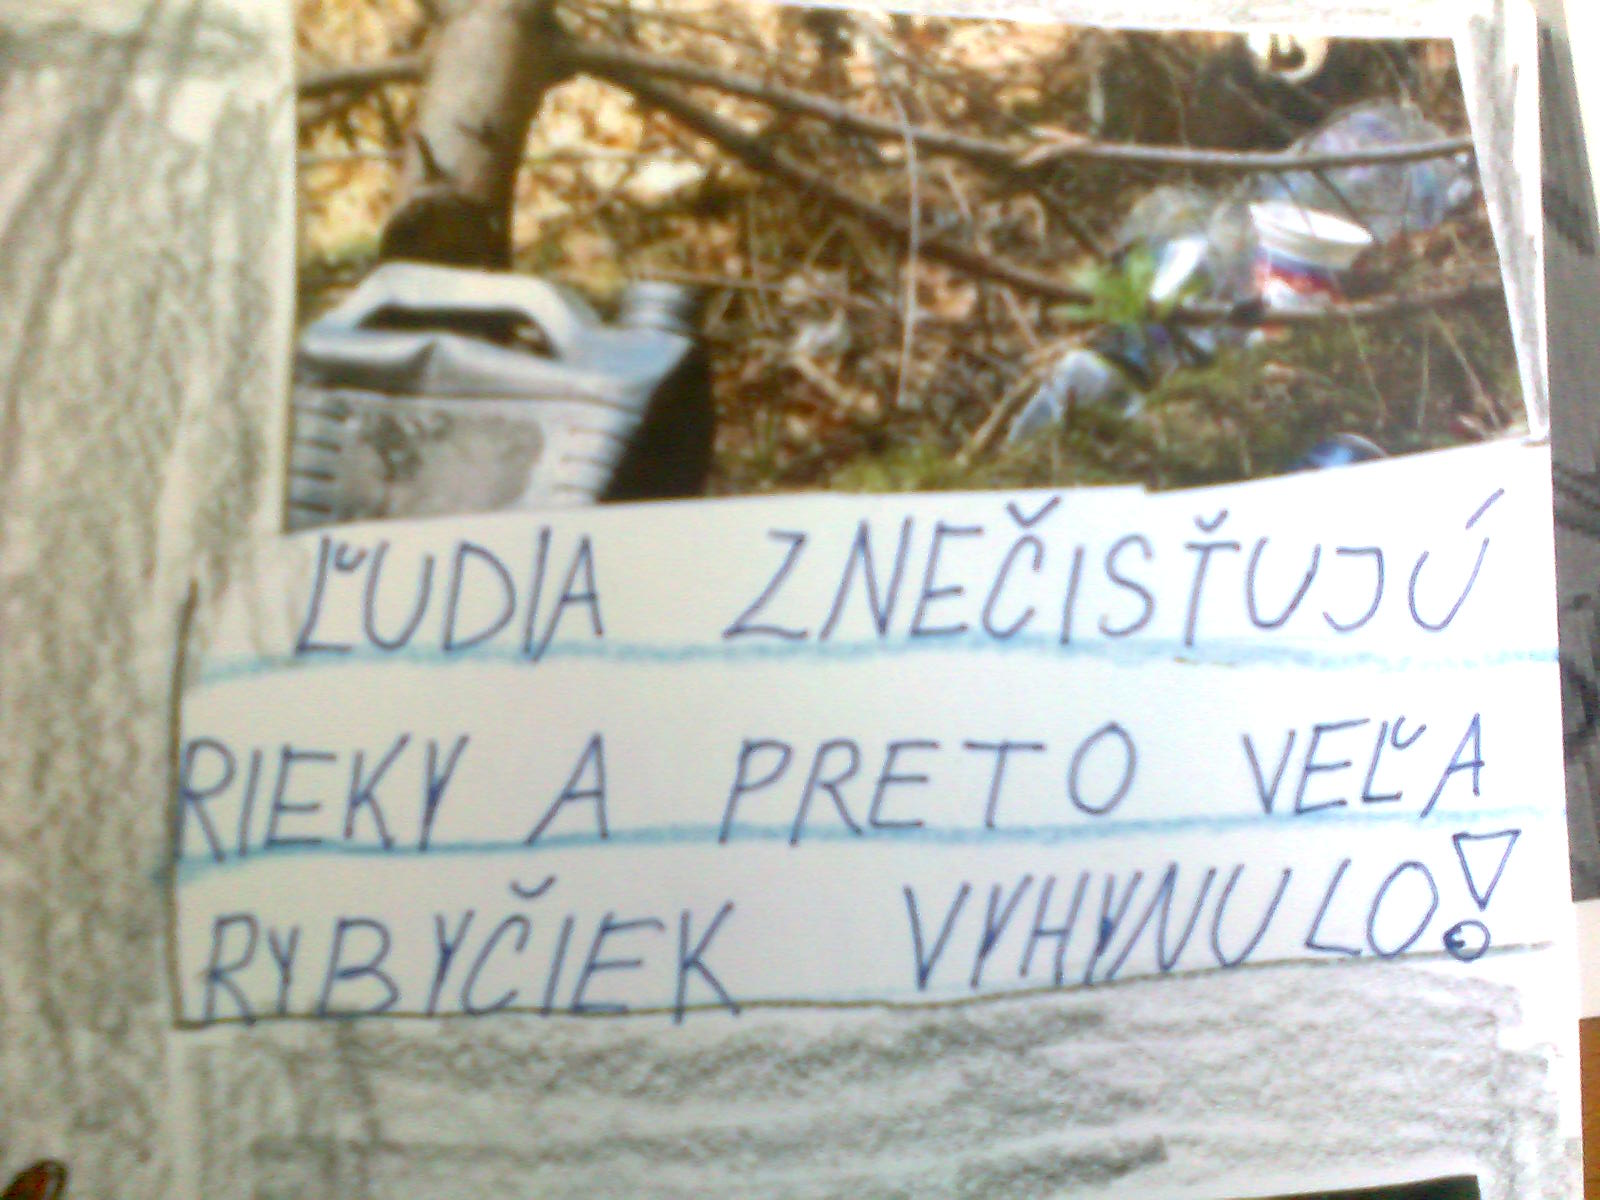 ĽUDIA ZNEČISŤUJÚ
RIEKY A PRETO VEĽA
RYBYČIEK VYHYNULO!